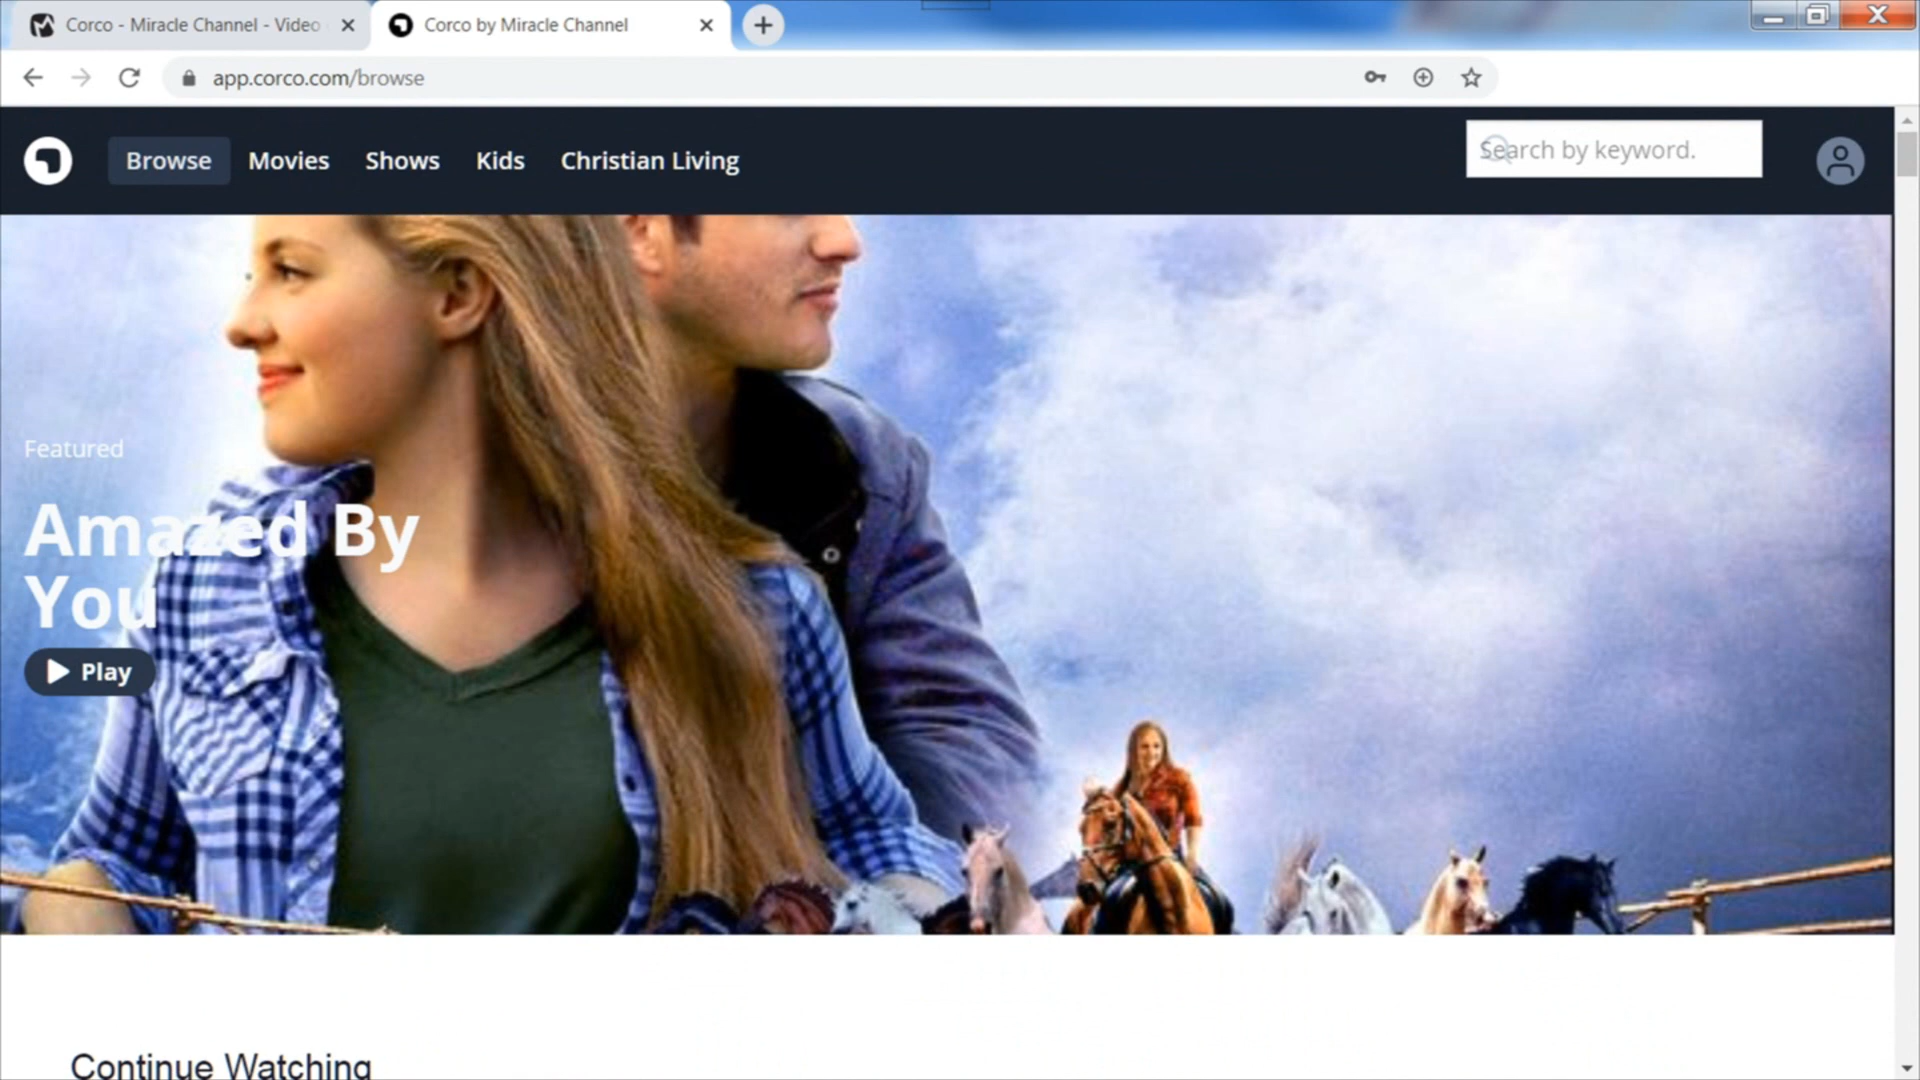 Corco - Miracle Channel - Video
Corco by Miracle Channel
app.corco.com/browse
Browse
Movies
Shows
Kids
Christian Living
Search by keyword.
Featured
Amazed By
You
Play
Continue Watching